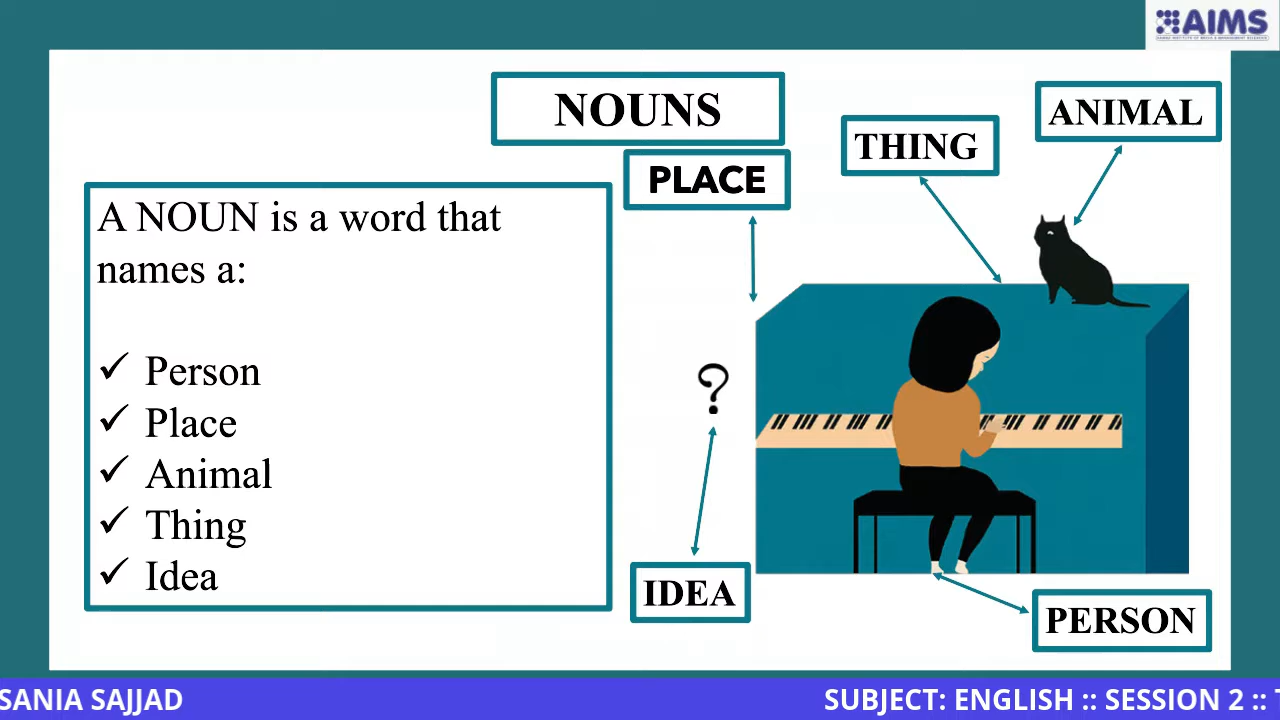 AIMS
NOUNS
PLACE
THING
ANIMAL
A NOUN is a word that
names a:
✓ Person
✓ Place
✓ Animal
✓ Thing
✓ Idea
?
IDEA
PERSON
SANIA SAJJAD
SUBJECT: ENGLISH :: SESSION 2 ::